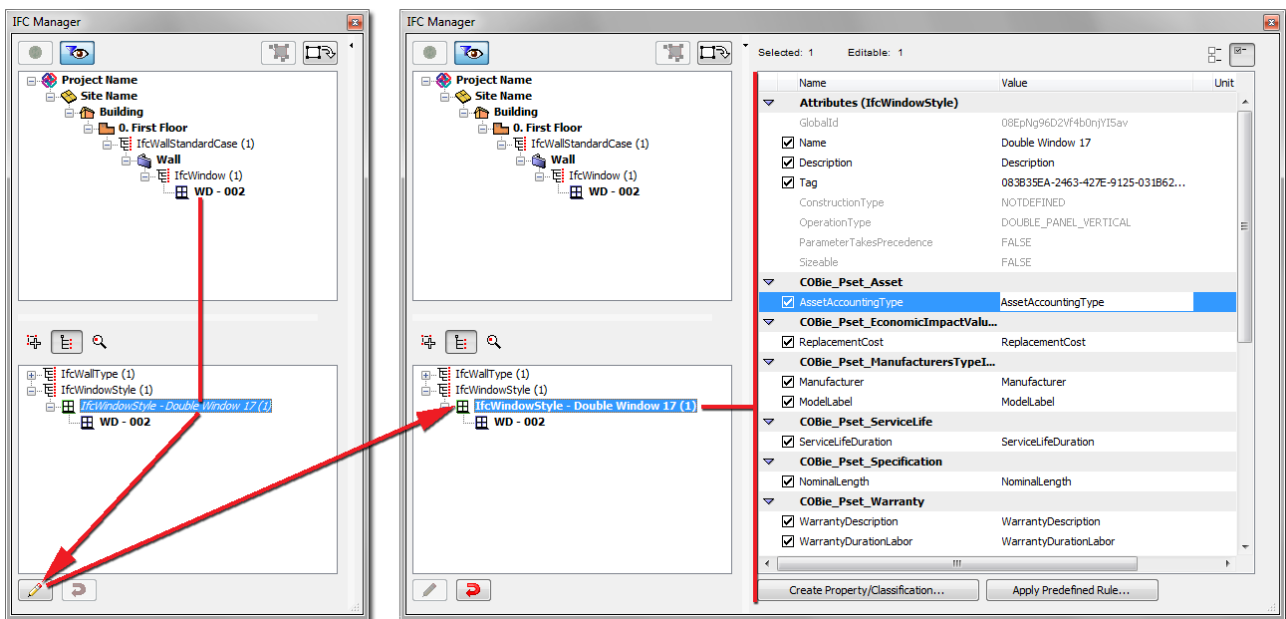 IFC Manager
Project Name
Site Name
Building
0. First Floor
IfcWallStandardCase (1)
Wall
IfcWindow (1)
WD - 002
IfcWallType (1)
IfcWindowStyle (1)
IfcWindowStyle - Double Window 17 (1)
WD - 002
IFC Manager
Project Name
Site Name
Building
0. First Floor
IfcWallStandardCase (1)
Wall
IfcWindow (1)
WD - 002
IfcWallType (1)
IfcWindowStyle (1)
IfcWindowStyle - Double Window 17 (1)
WD - 002
Selected: 1 Editable: 1
Name Value Unit
Attributes (IfcWindowStyle)
GlobalId 08EpNg96D2Vf4b0njYI5av
Name Double Window 17
Description Description
Tag 083B35EA-2463-427E-9125-031B62...
ConstructionType NOTDEFINED
OperationType DOUBLE_PANEL_VERTICAL
ParameterTakesPrecedence FALSE
Sizeable FALSE
COBie_Pset_Asset
AssetAccountingType AssetAccountingType
COBie_Pset_EconomicImpactValu...
ReplacementCost ReplacementCost
COBie_Pset_ManufacturersTypeI...
Manufacturer Manufacturer
ModelLabel ModelLabel
COBie_Pset_ServiceLife
ServiceLifeDuration ServiceLifeDuration
COBie_Pset_Specification
NominalLength NominalLength
COBie_Pset_Warranty
WarrantyDescription WarrantyDescription
WarrantyDurationLabor WarrantyDurationLabor
Create Property/Classification... Apply Predefined Rule...